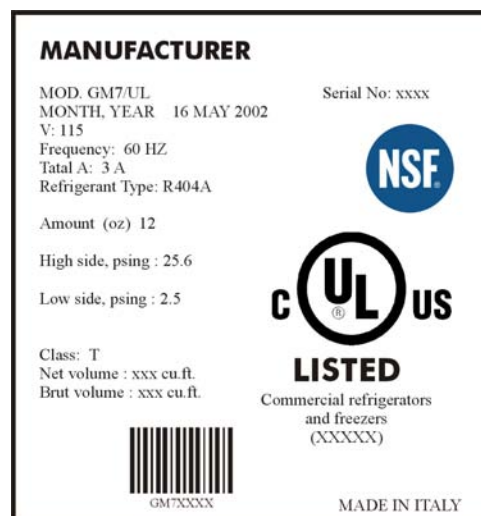 MANUFACTURER
MOD. GM7/UL
Serial No: xxxx
MONTH, YEAR 16 MAY 2002
V: 115
Frequency: 60 HZ
Tatal A: 3 A
Refrigerant Type: R404A
NSF®
Amount (oz) 12
High side, psing : 25.6
Low side, psing : 2.5
C UL® US
LISTED
Class: T
Net volume : xxx cu.ft.
Brut volume : xxx cu.ft.
Commercial refrigerators
and freezers
(XXXXX)
GM7XXXX
MADE IN ITALY